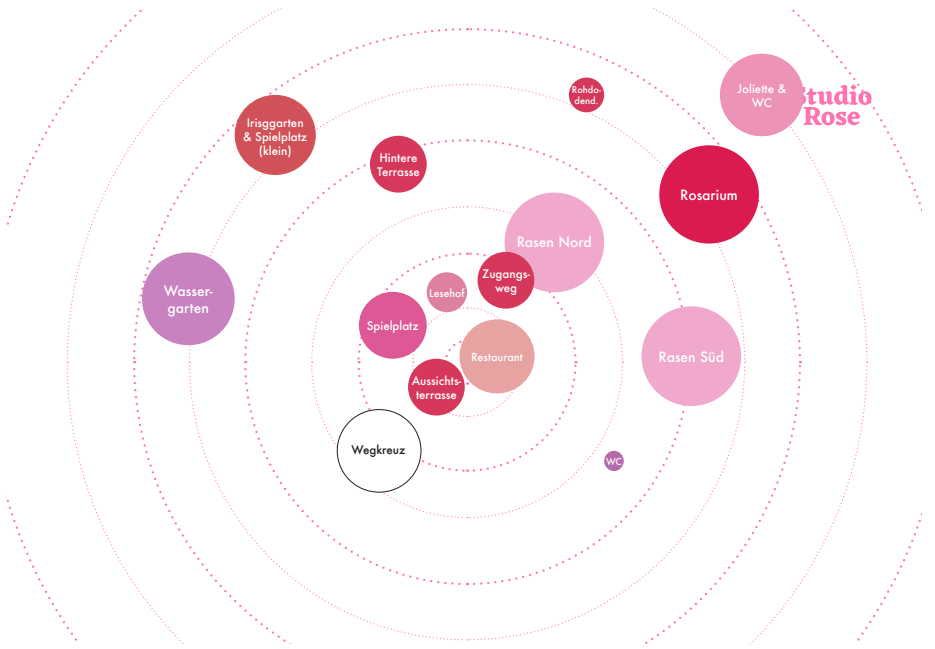 Rohdo-
dend.
Joliette &
WC
Studio
Rose
Irisggarten
& Spielplatz
(klein)
Hintere
Terrasse
Rosarium
Rasen Nord
Zugangs-
weg
Lesehof
Wasser-
garten
Spielplatz
Restaurant
Rasen Süd
Aussichts-
terrasse
Wegkreuz
WC